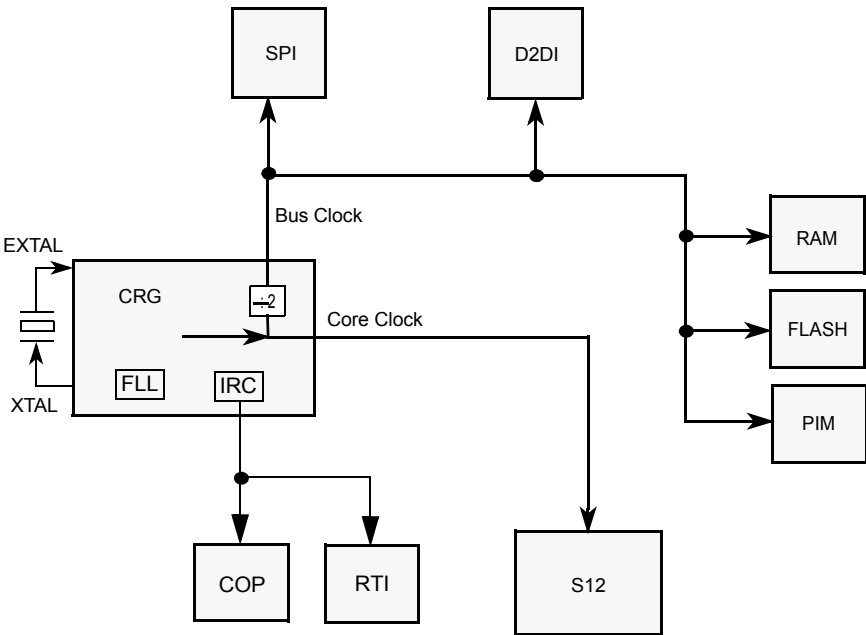 SPI
D2DI
Bus Clock
RAM
EXTAL
CRG
÷2
Core Clock
FLASH
FLL
IRC
XTAL
PIM
COP
RTI
S12